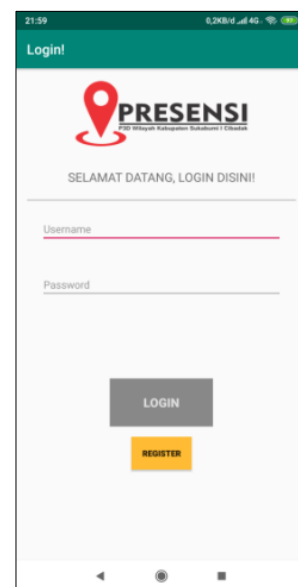 21:59 0,2KB/d 4G
Login!
PRESENSI
P3D Wilayah Kabupaten Sukabumi I Cibadak
SELAMAT DATANG, LOGIN DISINI!
Username
Password
LOGIN
REGISTER